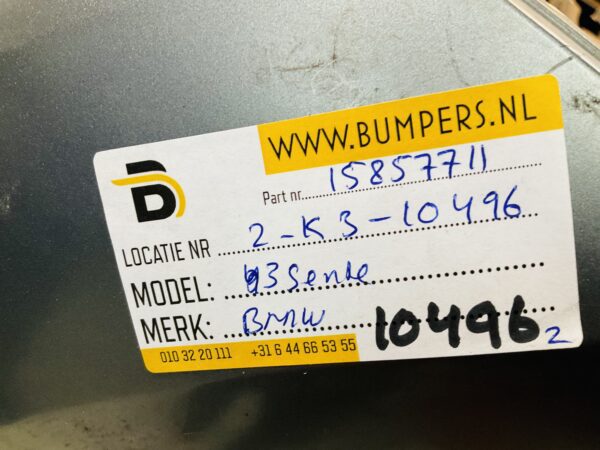 WWW.BUMPERS.NL
B
Part nr. 15857711
LOCATIE NR 2-K3-10496
MODEL:
MERK: BMW
10496 2
010 32 20 111 +31 6 44 66 53 55